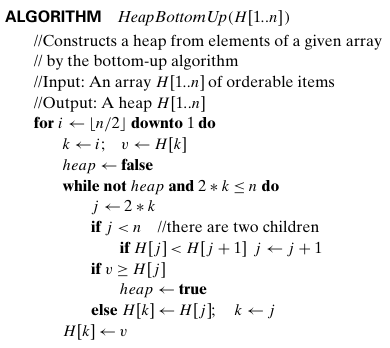 ALGORITHM HeapBottomUp(H[1..n])
//Constructs a heap from elements of a given array
// by the bottom-up algorithm
//Input: An array H[1..n] of orderable items
//Output: A heap H[1..n]
for i ← ⌊n/2⌋ downto 1 do
k ← i; v ← H[k]
heap ← false
while not heap and 2 * k ≤ n do
j ← 2 * k
if j < n //there are two children
if H[j] < H[j + 1] j ← j + 1
if v ≥ H[j]
heap ← true
else H[k] ← H[j]; k ← j
H[k] ← v